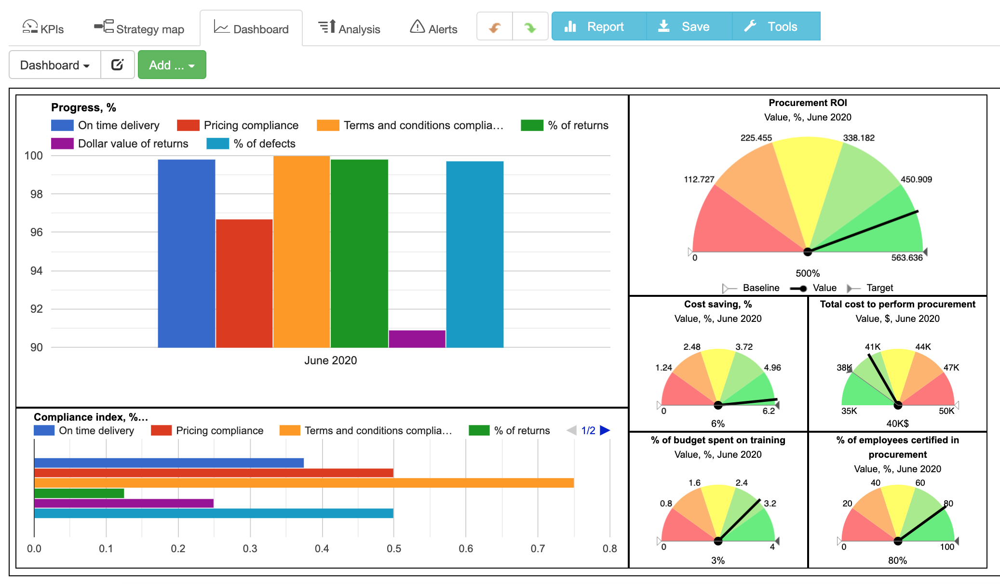 KPIs Strategy map Dashboard Analysis Alerts Report Save Tools
Dashboard Add ...
Progress, %
On time delivery Pricing compliance Terms and conditions complia… % of returns
Dollar value of returns % of defects
100
98
96
94
92
90
June 2020
Compliance index, %...
On time delivery Pricing compliance Terms and conditions complia… % of returns 1/2
0.0 0.1 0.2 0.3 0.4 0.5 0.6 0.7 0.8
Procurement ROI
Value, %, June 2020
225.455 338.182
112.727 450.909
0 563.636
500%
Baseline Value Target
Cost saving, %
Value, %, June 2020
2.48 3.72
1.24 4.96
0 6.2
6%
Total cost to perform procurement
Value, $, June 2020
41K 44K
38K 47K
35K 50K
40K$
% of budget spent on training
Value, %, June 2020
1.6 2.4
0.8 3.2
0 4
3%
% of employees certified in
procurement
Value, %, June 2020
40 60
20 80
0 100
80%